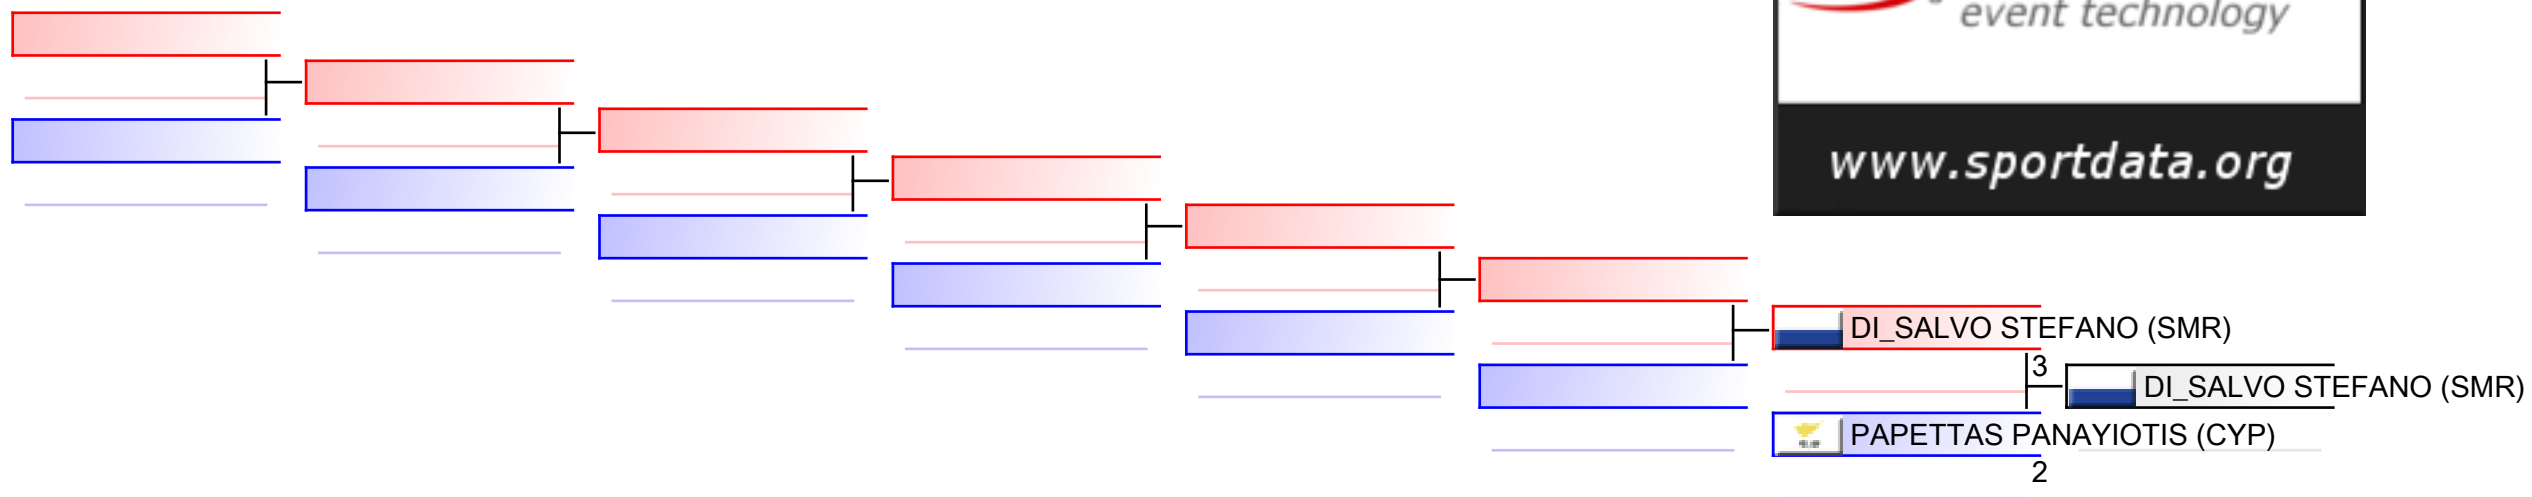 event technology
www.sportdata.org
DI_SALVO STEFANO (SMR)
3
DI_SALVO STEFANO (SMR)
PAPETTAS PANAYIOTIS (CYP)
2